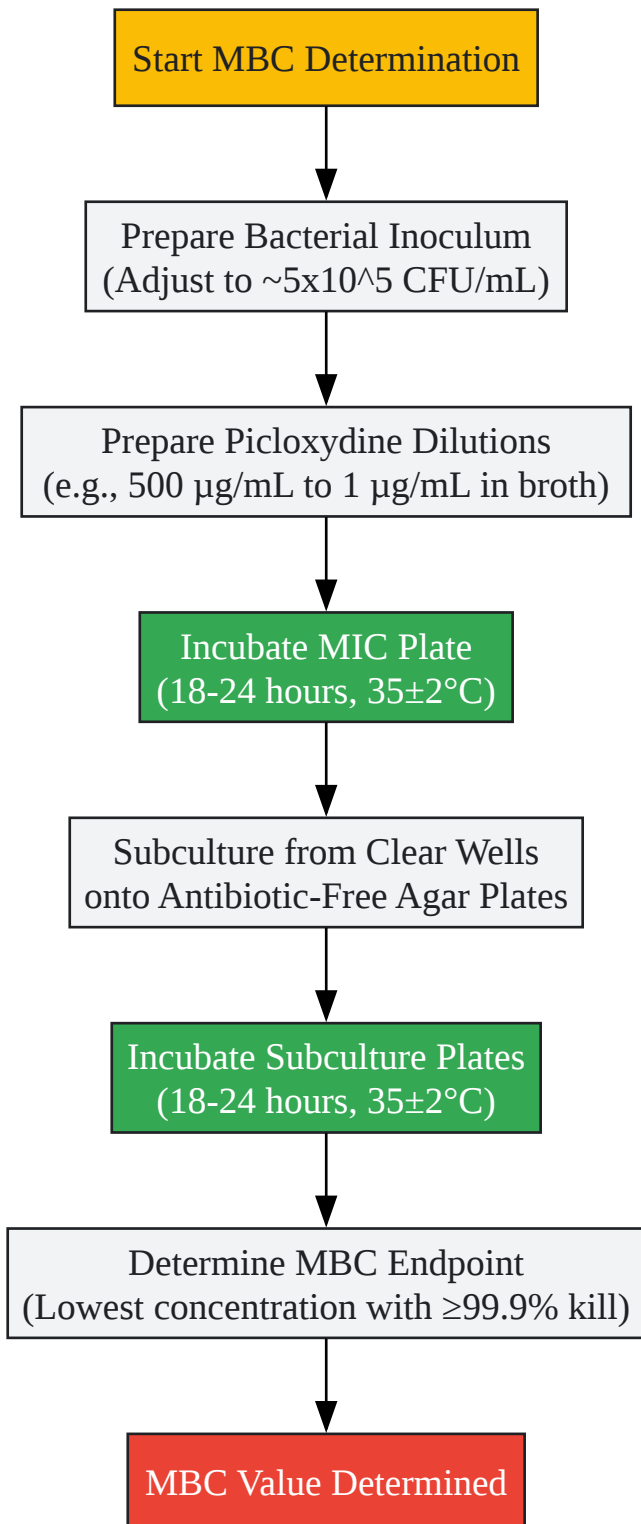 Start MBC Determination
Prepare Bacterial Inoculum
(Adjust to ~5x10^5 CFU/mL)
Prepare Picloxydine Dilutions
(e.g., 500 µg/mL to 1 µg/mL in broth)
Incubate MIC Plate
(18-24 hours, 35±2°C)
Subculture from Clear Wells
onto Antibiotic-Free Agar Plates
Incubate Subculture Plates
(18-24 hours, 35±2°C)
Determine MBC Endpoint
(Lowest concentration with ≥99.9% kill)
MBC Value Determined